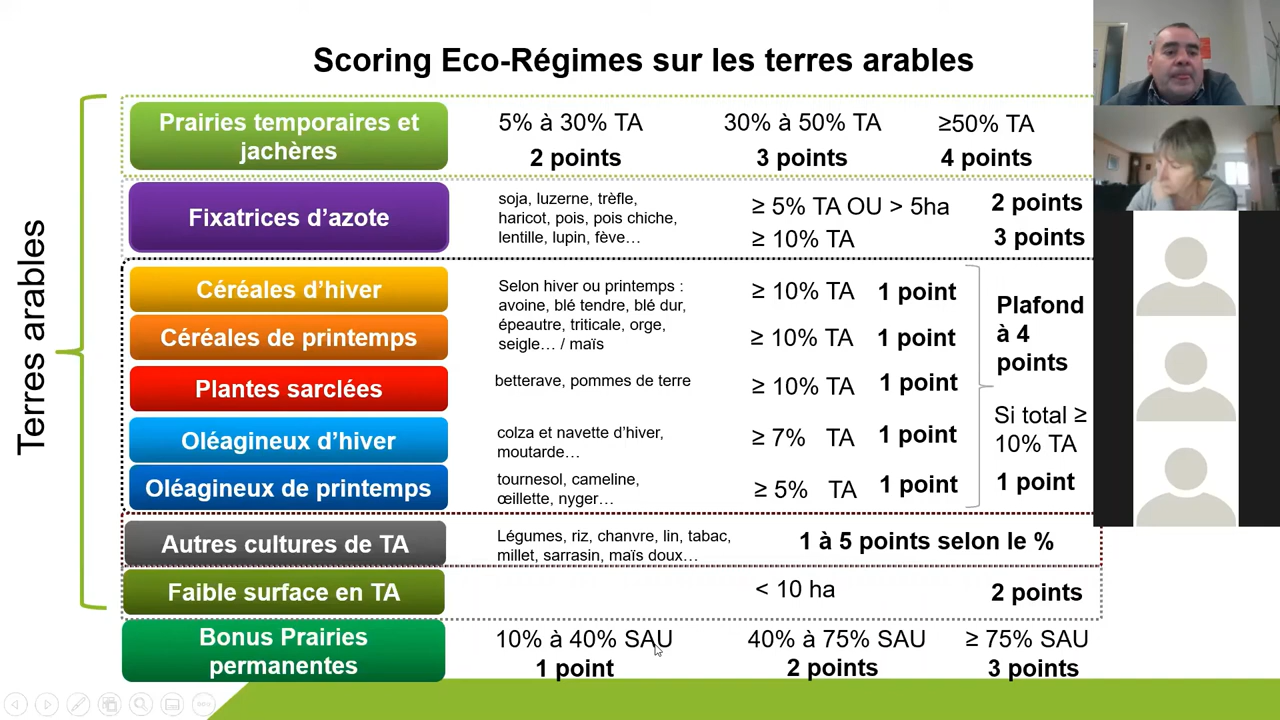 Scoring Eco-Régimes sur les terres arables
Terres arables
Prairies temporaires et
jachères
5% à 30% TA
2 points
30% à 50% TA
3 points
≥50% TA
4 points
Fixatrices d’azote
soja, luzerne, trèfle,
haricot, pois, pois chiche,
lentille, lupin, fève…
≥ 5% TA OU > 5ha
2 points
≥ 10% TA
3 points
Céréales d’hiver
Céréales de printemps
Selon hiver ou printemps :
avoine, blé tendre, blé dur,
épeautre, triticale, orge,
seigle… / maïs
≥ 10% TA 1 point
≥ 10% TA 1 point
Plantes sarclées
betterave, pommes de terre
≥ 10% TA 1 point
Oléagineux d’hiver
colza et navette d’hiver,
moutarde…
≥ 7% TA 1 point
Oléagineux de printemps
tournesol, cameline,
œillette, nyger…
≥ 5% TA 1 point
Plafond
à 4
points
Si total ≥
10% TA
1 point
Autres cultures de TA
Légumes, riz, chanvre, lin, tabac,
millet, sarrasin, maïs doux…
1 à 5 points selon le %
Faible surface en TA
< 10 ha
2 points
Bonus Prairies
permanentes
10% à 40% SAU
1 point
40% à 75% SAU
2 points
≥ 75% SAU
3 points